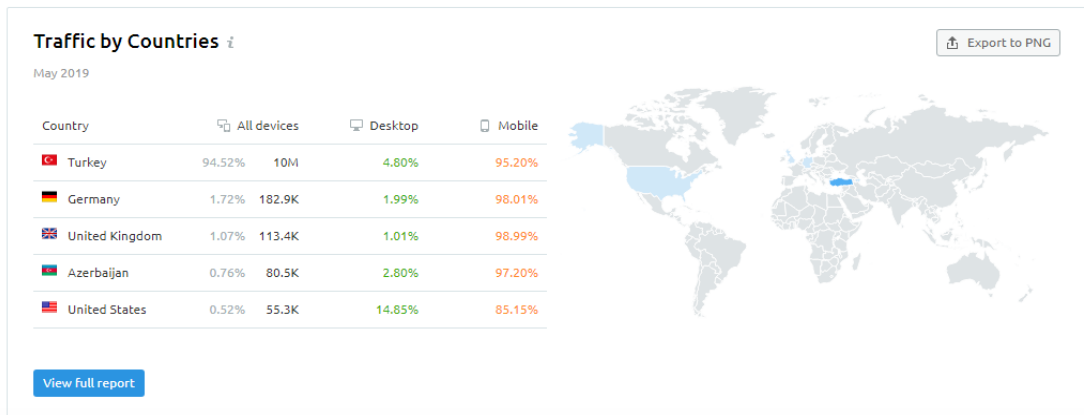 Traffic by Countries i
Export to PNG
May 2019
Country All devices Desktop Mobile
Turkey 94.52% 10M 4.80% 95.20%
Germany 1.72% 182.9K 1.99% 98.01%
United Kingdom 1.07% 113.4K 1.01% 98.99%
Azerbaijan 0.76% 80.5K 2.80% 97.20%
United States 0.52% 55.3K 14.85% 85.15%
View full report